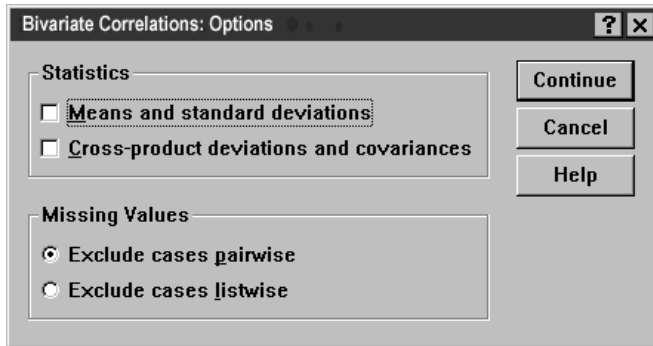 Bivariate Correlations: Options
Statistics
Means and standard deviations
Cross-product deviations and covariances
Missing Values
Exclude cases pairwise
Exclude cases listwise
Continue
Cancel
Help